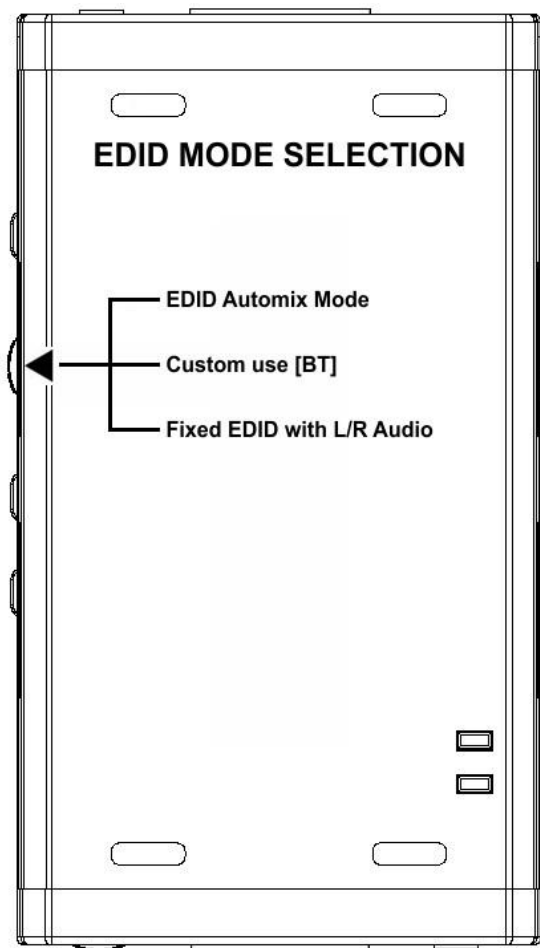 EDID MODE SELECTION
EDID Automix Mode
Custom use [BT]
Fixed EDID with L/R Audio